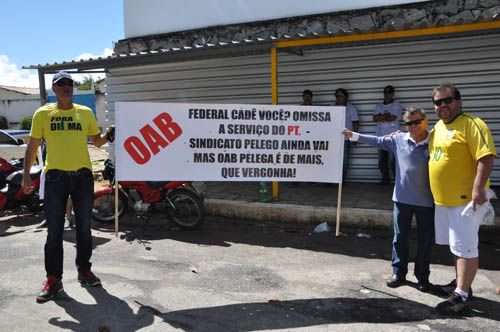 FORA
DILMA
OAB
FEDERAL CADÊ VOCÊ? OMISSA
A SERVIÇO DO PT.
SINDICATO PELEGO AINDA VAI
MAS OAB PELEGA É DE MAIS,
QUE VERGONHA!
10